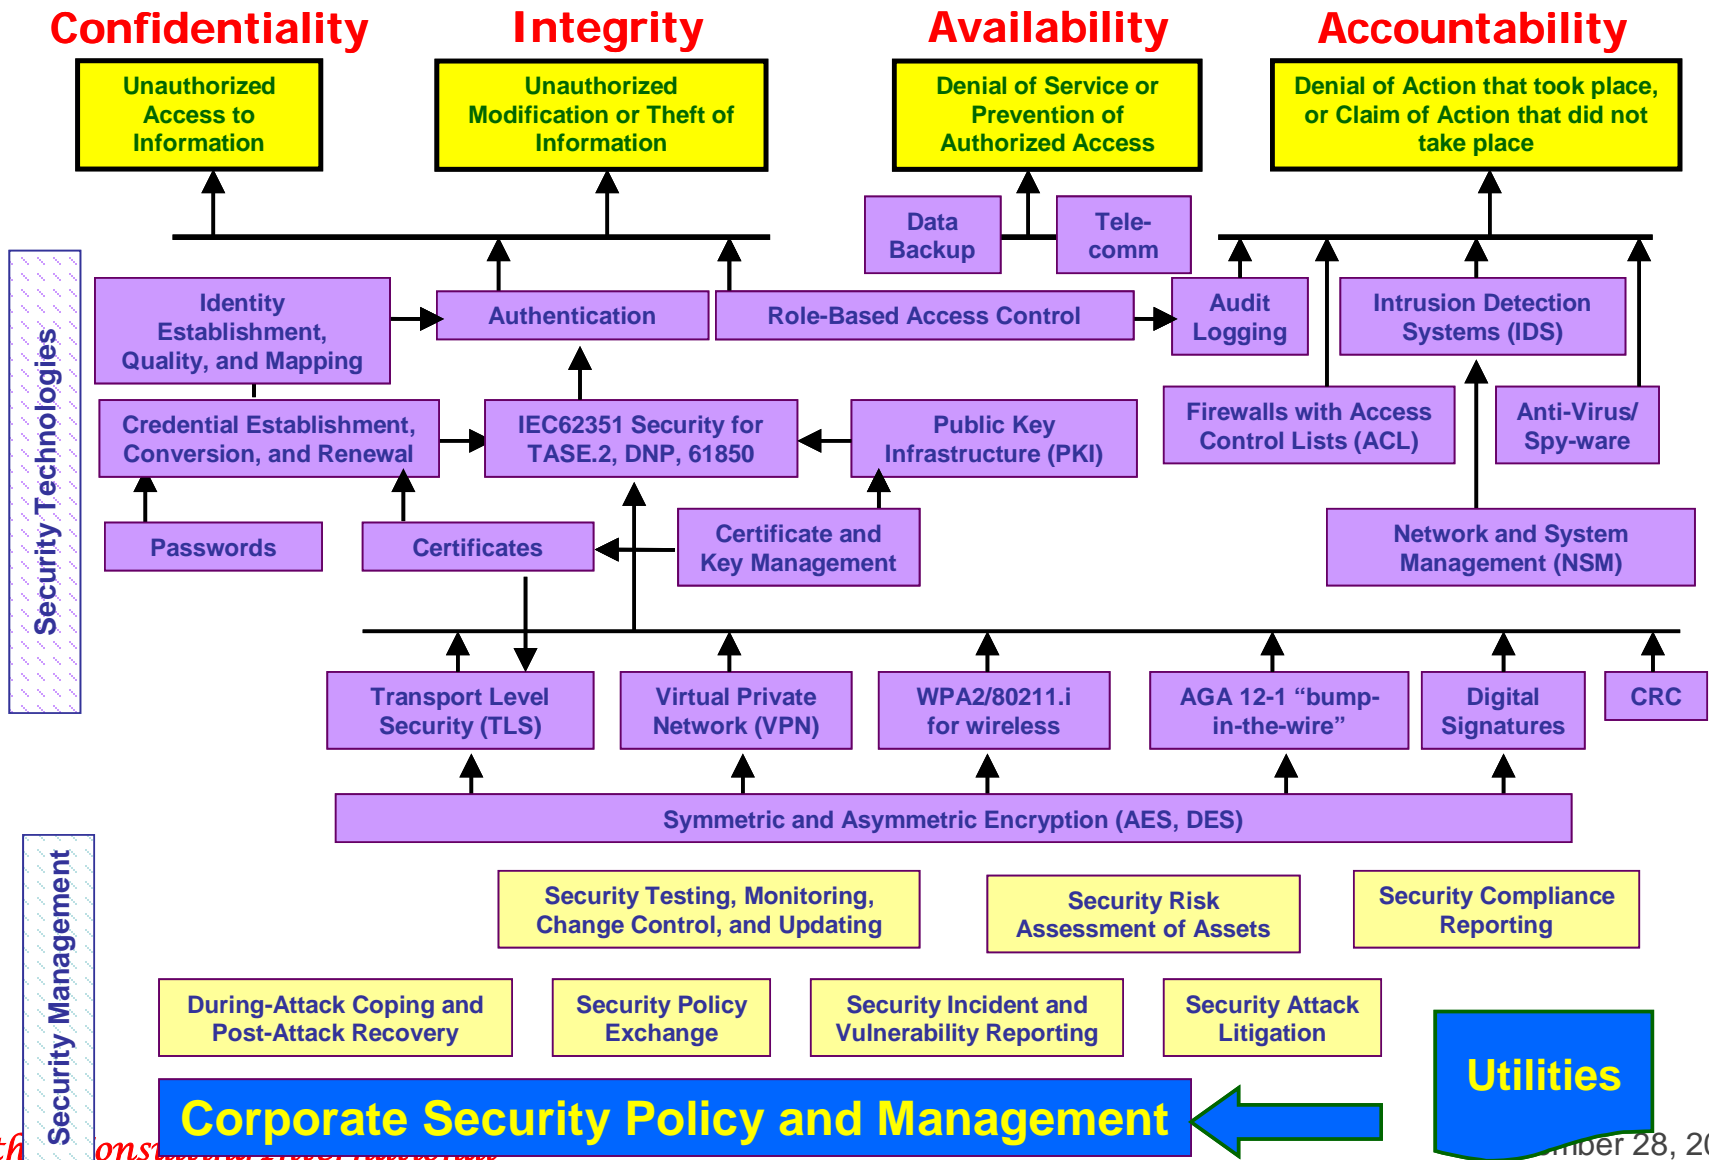 Confidentiality
Integrity
Availability
Accountability
Unauthorized
Access to
Information
Unauthorized
Modification or Theft of
Information
Denial of Service or
Prevention of
Authorized Access
Denial of Action that took place,
or Claim of Action that did not
take place
Data
Backup
Tele-
comm
Security Technologies
Identity
Establishment,
Quality, and Mapping
Authentication
Role-Based Access Control
Audit
Logging
Intrusion Detection
Systems (IDS)
Credential Establishment,
Conversion, and Renewal
IEC62351 Security for
TASE.2, DNP, 61850
Public Key
Infrastructure (PKI)
Firewalls with Access
Control Lists (ACL)
Anti-Virus/
Spy-ware
Passwords
Certificates
Certificate and
Key Management
Network and System
Management (NSM)
Transport Level
Security (TLS)
Virtual Private
Network (VPN)
WPA2/80211.i
for wireless
AGA 12-1 “bump-
in-the-wire”
Digital
Signatures
CRC
Symmetric and Asymmetric Encryption (AES, DES)
Security Management
Security Testing, Monitoring,
Change Control, and Updating
Security Risk
Assessment of Assets
Security Compliance
Reporting
During-Attack Coping and
Post-Attack Recovery
Security Policy
Exchange
Security Incident and
Vulnerability Reporting
Security Attack
Litigation
Utilities
Corporate Security Policy and Management
28, 20